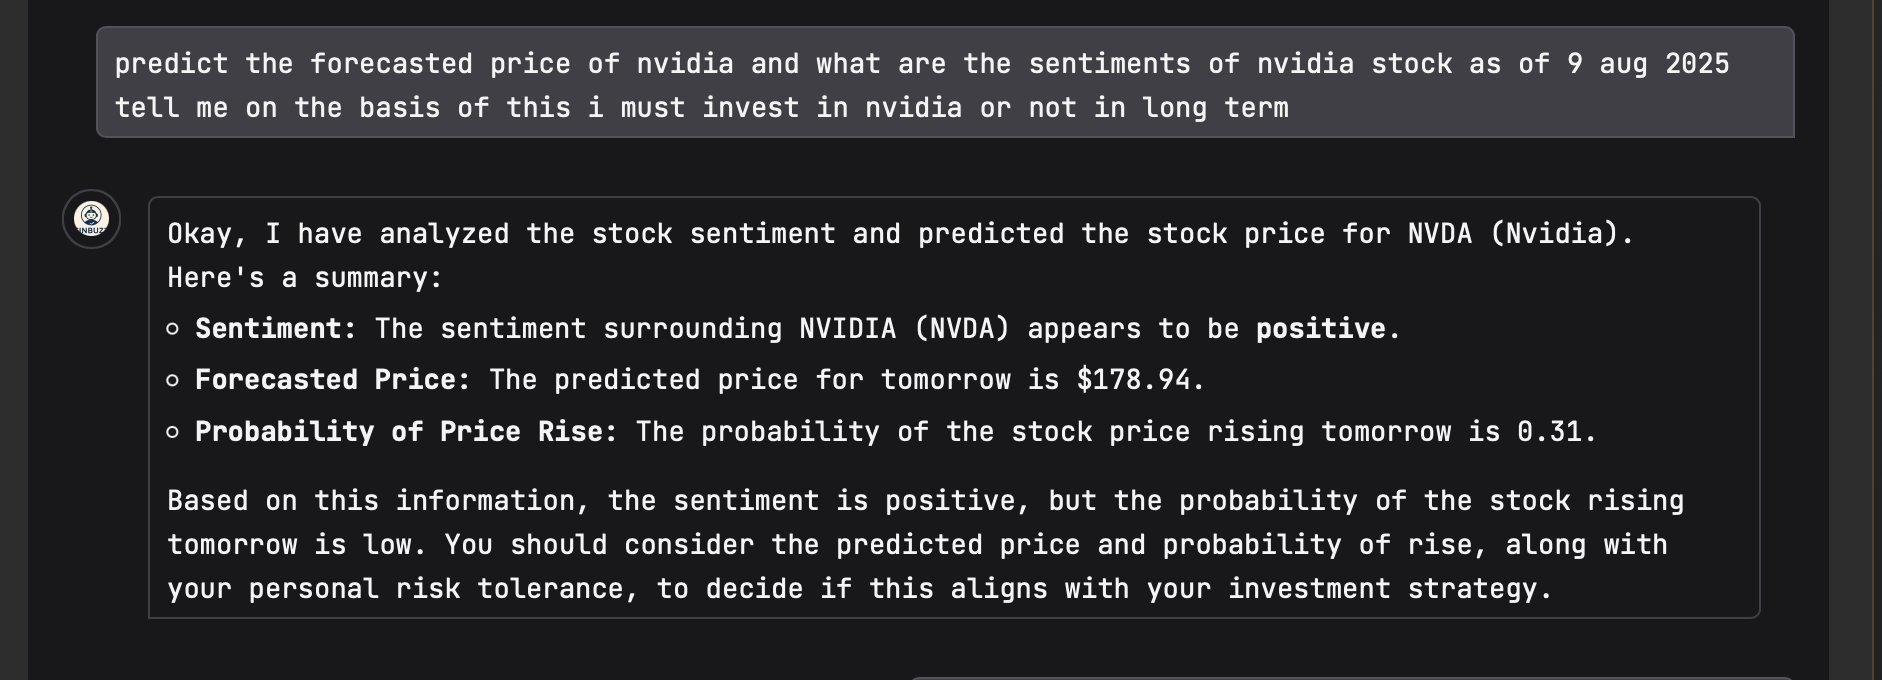 predict the forecasted price of nvidia and what are the sentiments of nvidia stock as of 9 aug 2025
tell me on the basis of this i must invest in nvidia or not in long term
Okay, I have analyzed the stock sentiment and predicted the stock price for NVDA (Nvidia).
Here's a summary:
Sentiment: The sentiment surrounding NVIDIA (NVDA) appears to be positive.
Forecasted Price: The predicted price for tomorrow is $178.94.
Probability of Price Rise: The probability of the stock price rising tomorrow is 0.31.
Based on this information, the sentiment is positive, but the probability of the stock rising
tomorrow is low. You should consider the predicted price and probability of rise, along with
your personal risk tolerance, to decide if this aligns with your investment strategy.